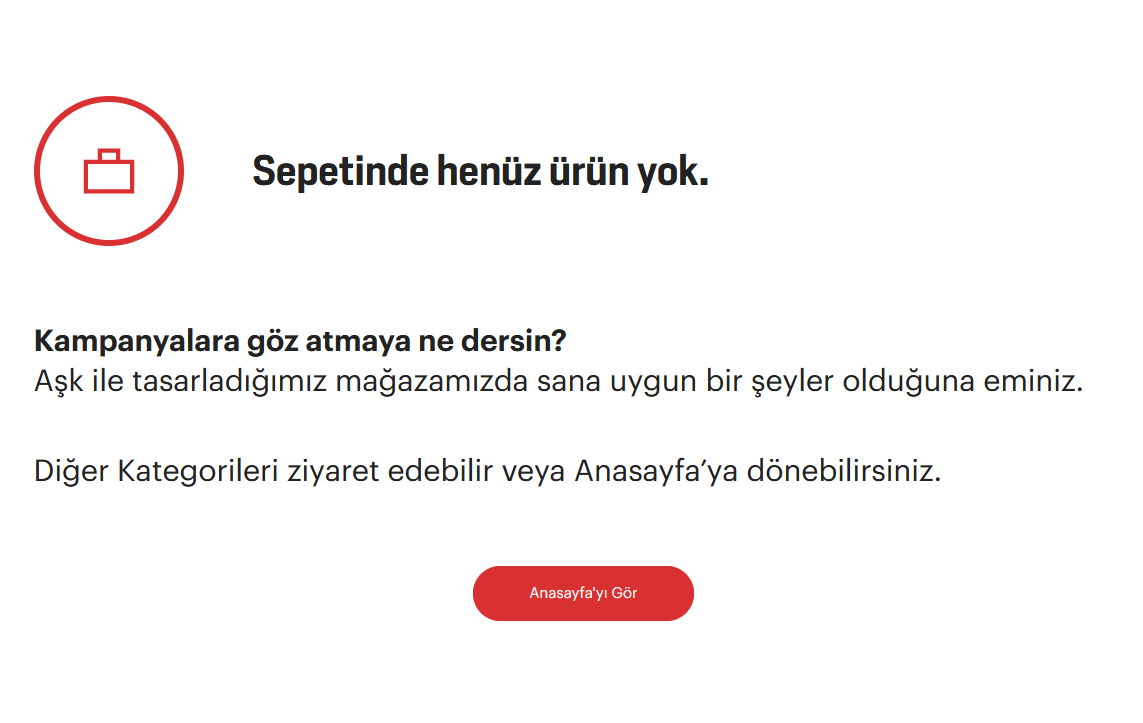 Sepetinde henüz ürün yok.
Kampanyalara göz atmaya ne dersin?
Aşk ile tasarladığımız mağazamızda sana uygun bir şeyler olduğuna eminiz.
Diğer Kategorileri ziyaret edebilir veya Anasayfa’ya dönebilirsiniz.
Anasayfa'yı Gör